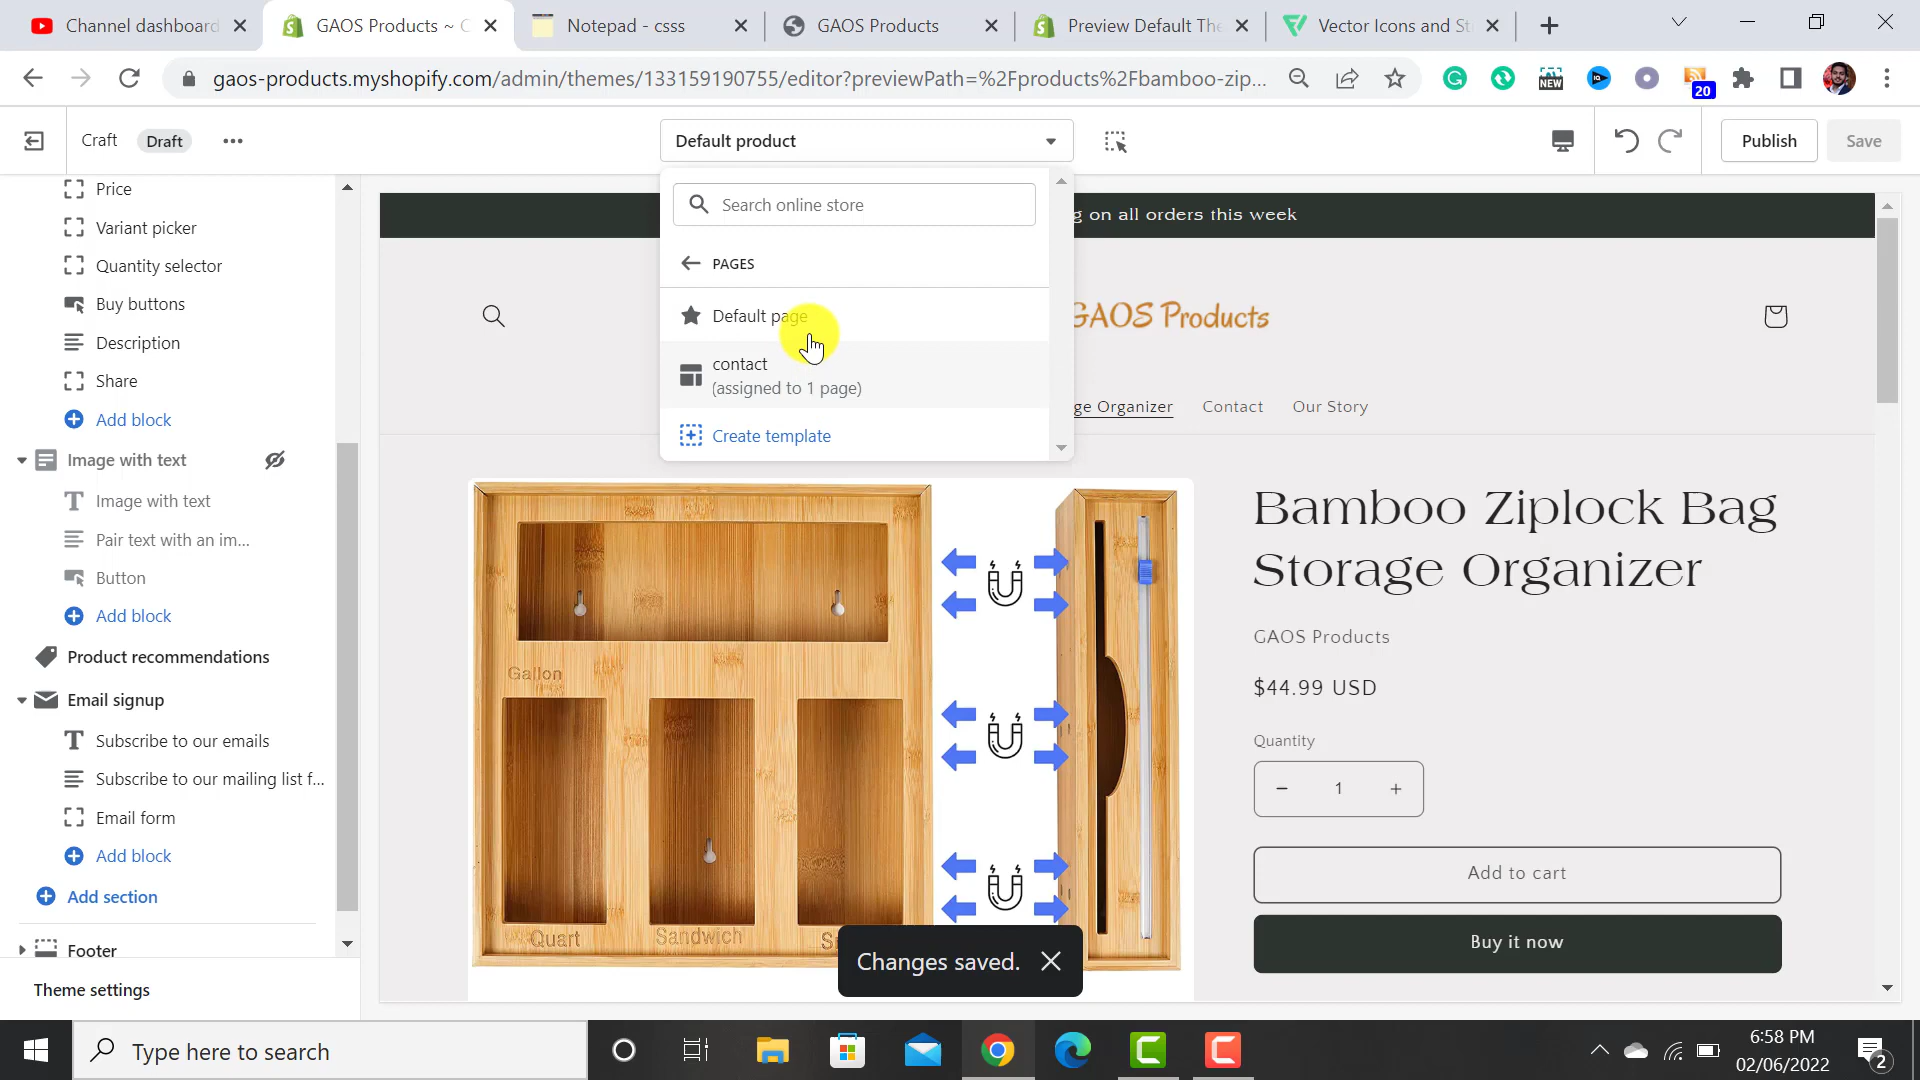 Channel dashboard
GAOS Products ~ C
Notepad - csss
GAOS Products
Preview Default The
Vector Icons and St
gaos-products.myshopify.com/admin/themes/133159190755/editor?previewPath=%2Fproducts%2Fbamboo-zip...
NEW
20
Craft
Draft
Default product
Publish
Save
Search online store
PAGES
Default page
contact
(assigned to 1 page)
Create template
Price
Variant picker
Quantity selector
Buy buttons
Description
Share
Add block
Image with text
Image with text
Pair text with an im...
Button
Add block
Product recommendations
Email signup
Subscribe to our emails
Subscribe to our mailing list f...
Email form
Add block
Add section
Footer
Theme settings
g on all orders this week
GAOS Products
ge Organizer
Contact
Our Story
Gallon
Quart
Sandwich
Bamboo Ziplock Bag
Storage Organizer
GAOS Products
$44.99 USD
Quantity
1
Add to cart
Buy it now
Changes saved.
Type here to search
6:58 PM
02/06/2022
2